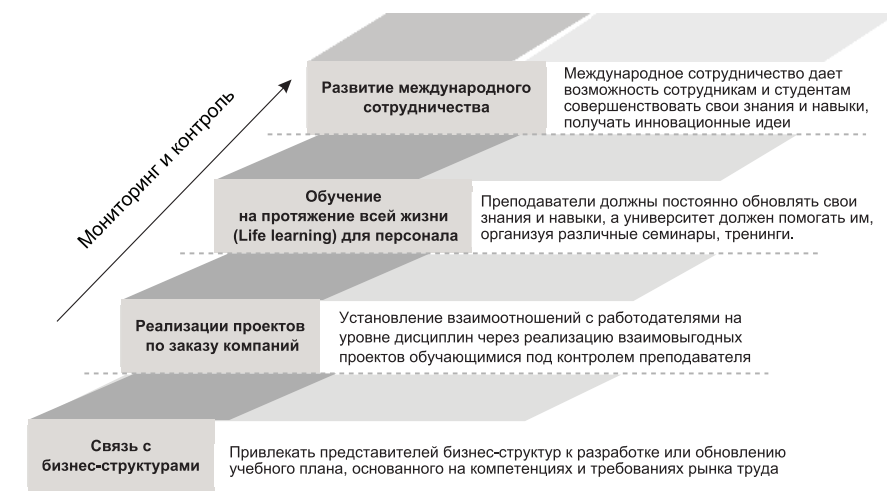 Мониторинг и контроль
Развитие международного
сотрудничества
Международное сотрудничество дает
возможность сотрудникам и студентам
совершенствовать свои знания и навыки,
получать инновационные идеи
Обучение
на протяжение всей жизни
(Life learning) для персонала
Преподаватели должны постоянно обновлять свои
знания и навыки, а университет должен помогать им,
организуя различные семинары, тренинги.
Реализации проектов
по заказу компаний
Установление взаимоотношений с работодателями на
уровне дисциплин через реализацию взаимовыгодных
проектов обучающимися под контролем преподавателя
Связь с
бизнес-структурами
Привлекать представителей бизнес-структур к разработке или обновлению
учебного плана, основанного на компетенциях и требованиях рынка труда